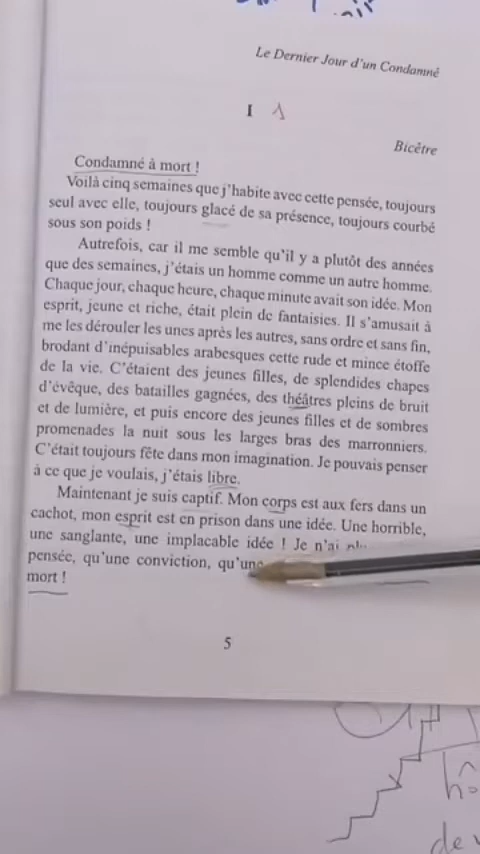 Le Dernier Jour d'un Condamné
I 1
Bicêtre
Condamné à mort !
Voilà cinq semaines que j'habite avec cette pensée, toujours
seul avec elle, toujours glacé de sa présence, toujours courbé
sous son poids !
Autrefois, car il me semble qu'il y a plutôt des années
que des semaines, j'étais un homme comme un autre homme.
Chaque jour, chaque heure, chaque minute avait son idée. Mon
esprit, jeune et riche, était plein de fantaisies. Il s'amusait à
me les dérouler les unes après les autres, sans ordre et sans fin,
brodant d'inépuisables arabesques cette rude et mince étoffe
de la vie. C'étaient des jeunes filles, de splendides chapes
d'évêque, des batailles gagnées, des théâtres pleins de bruit
et de lumière, et puis encore des jeunes filles et de sombres
promenades la nuit sous les larges bras des marronniers.
C'était toujours fête dans mon imagination. Je pouvais penser
à ce que je voulais, j'étais libre.
Maintenant je suis captif. Mon corps est aux fers dans un
cachot, mon esprit est en prison dans une idée. Une horrible,
une sanglante, une implacable idée ! Je n'ai
pensée, qu'une conviction, qu'une
mort !
5